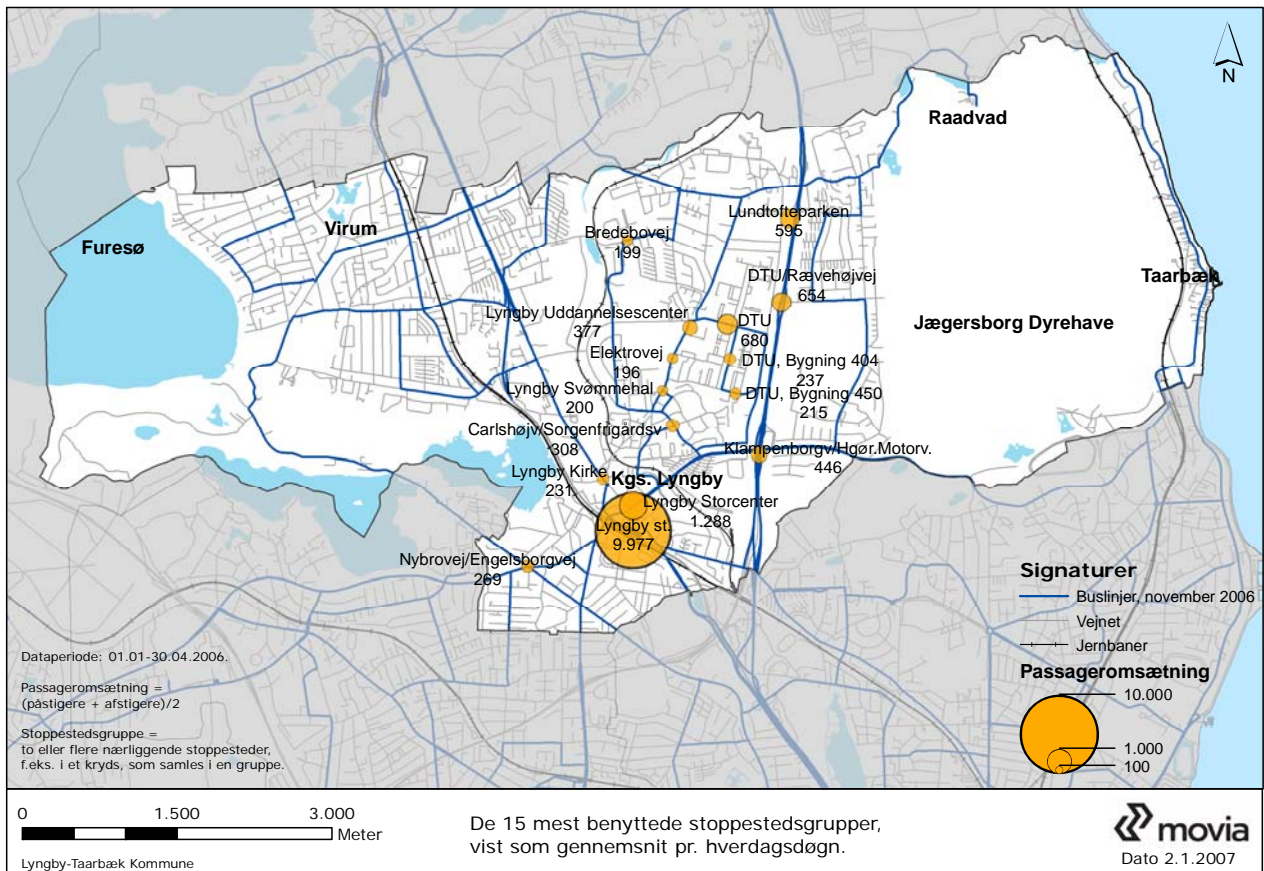 N
Raadvad
Lundtofteparken
595
Virum
Bredebovej
199
Furesø
Taarbæk
DTU/Rævehøjvej
654
Lyngby Uddannelsescenter
377
DTU
680
Jægersborg Dyrehave
Elektrovej
196
DTU, Bygning 404
237
Lyngby Svømmehal
200
DTU, Bygning 450
215
Carlshøjv/Sorgenfrigårdsv
308
Klampenborgv/Hgør.Motorv.
446
Lyngby Kirke
231
Kgs. Lyngby
Lyngby Storcenter
1.288
Lyngby st.
9.977
Nybrovej/Engelsborgvej
269
Signaturer
Buslinjer, november 2006
Vejnet
Jernbaner
Passageromsætning
10.000
1.000
100
Dataperiode: 01.01-30.04.2006.
Passageromsætning =
(påstigere + afstigere)/2
Stoppestedsgruppe =
to eller flere nærliggende stoppesteder,
f.eks. i et kryds, som samles i en gruppe.
0 1.500 3.000
Meter
Lyngby-Taarbæk Kommune
De 15 mest benyttede stoppestedsgrupper,
vist som gennemsnit pr. hverdagsdøgn.
movia
Dato 2.1.2007